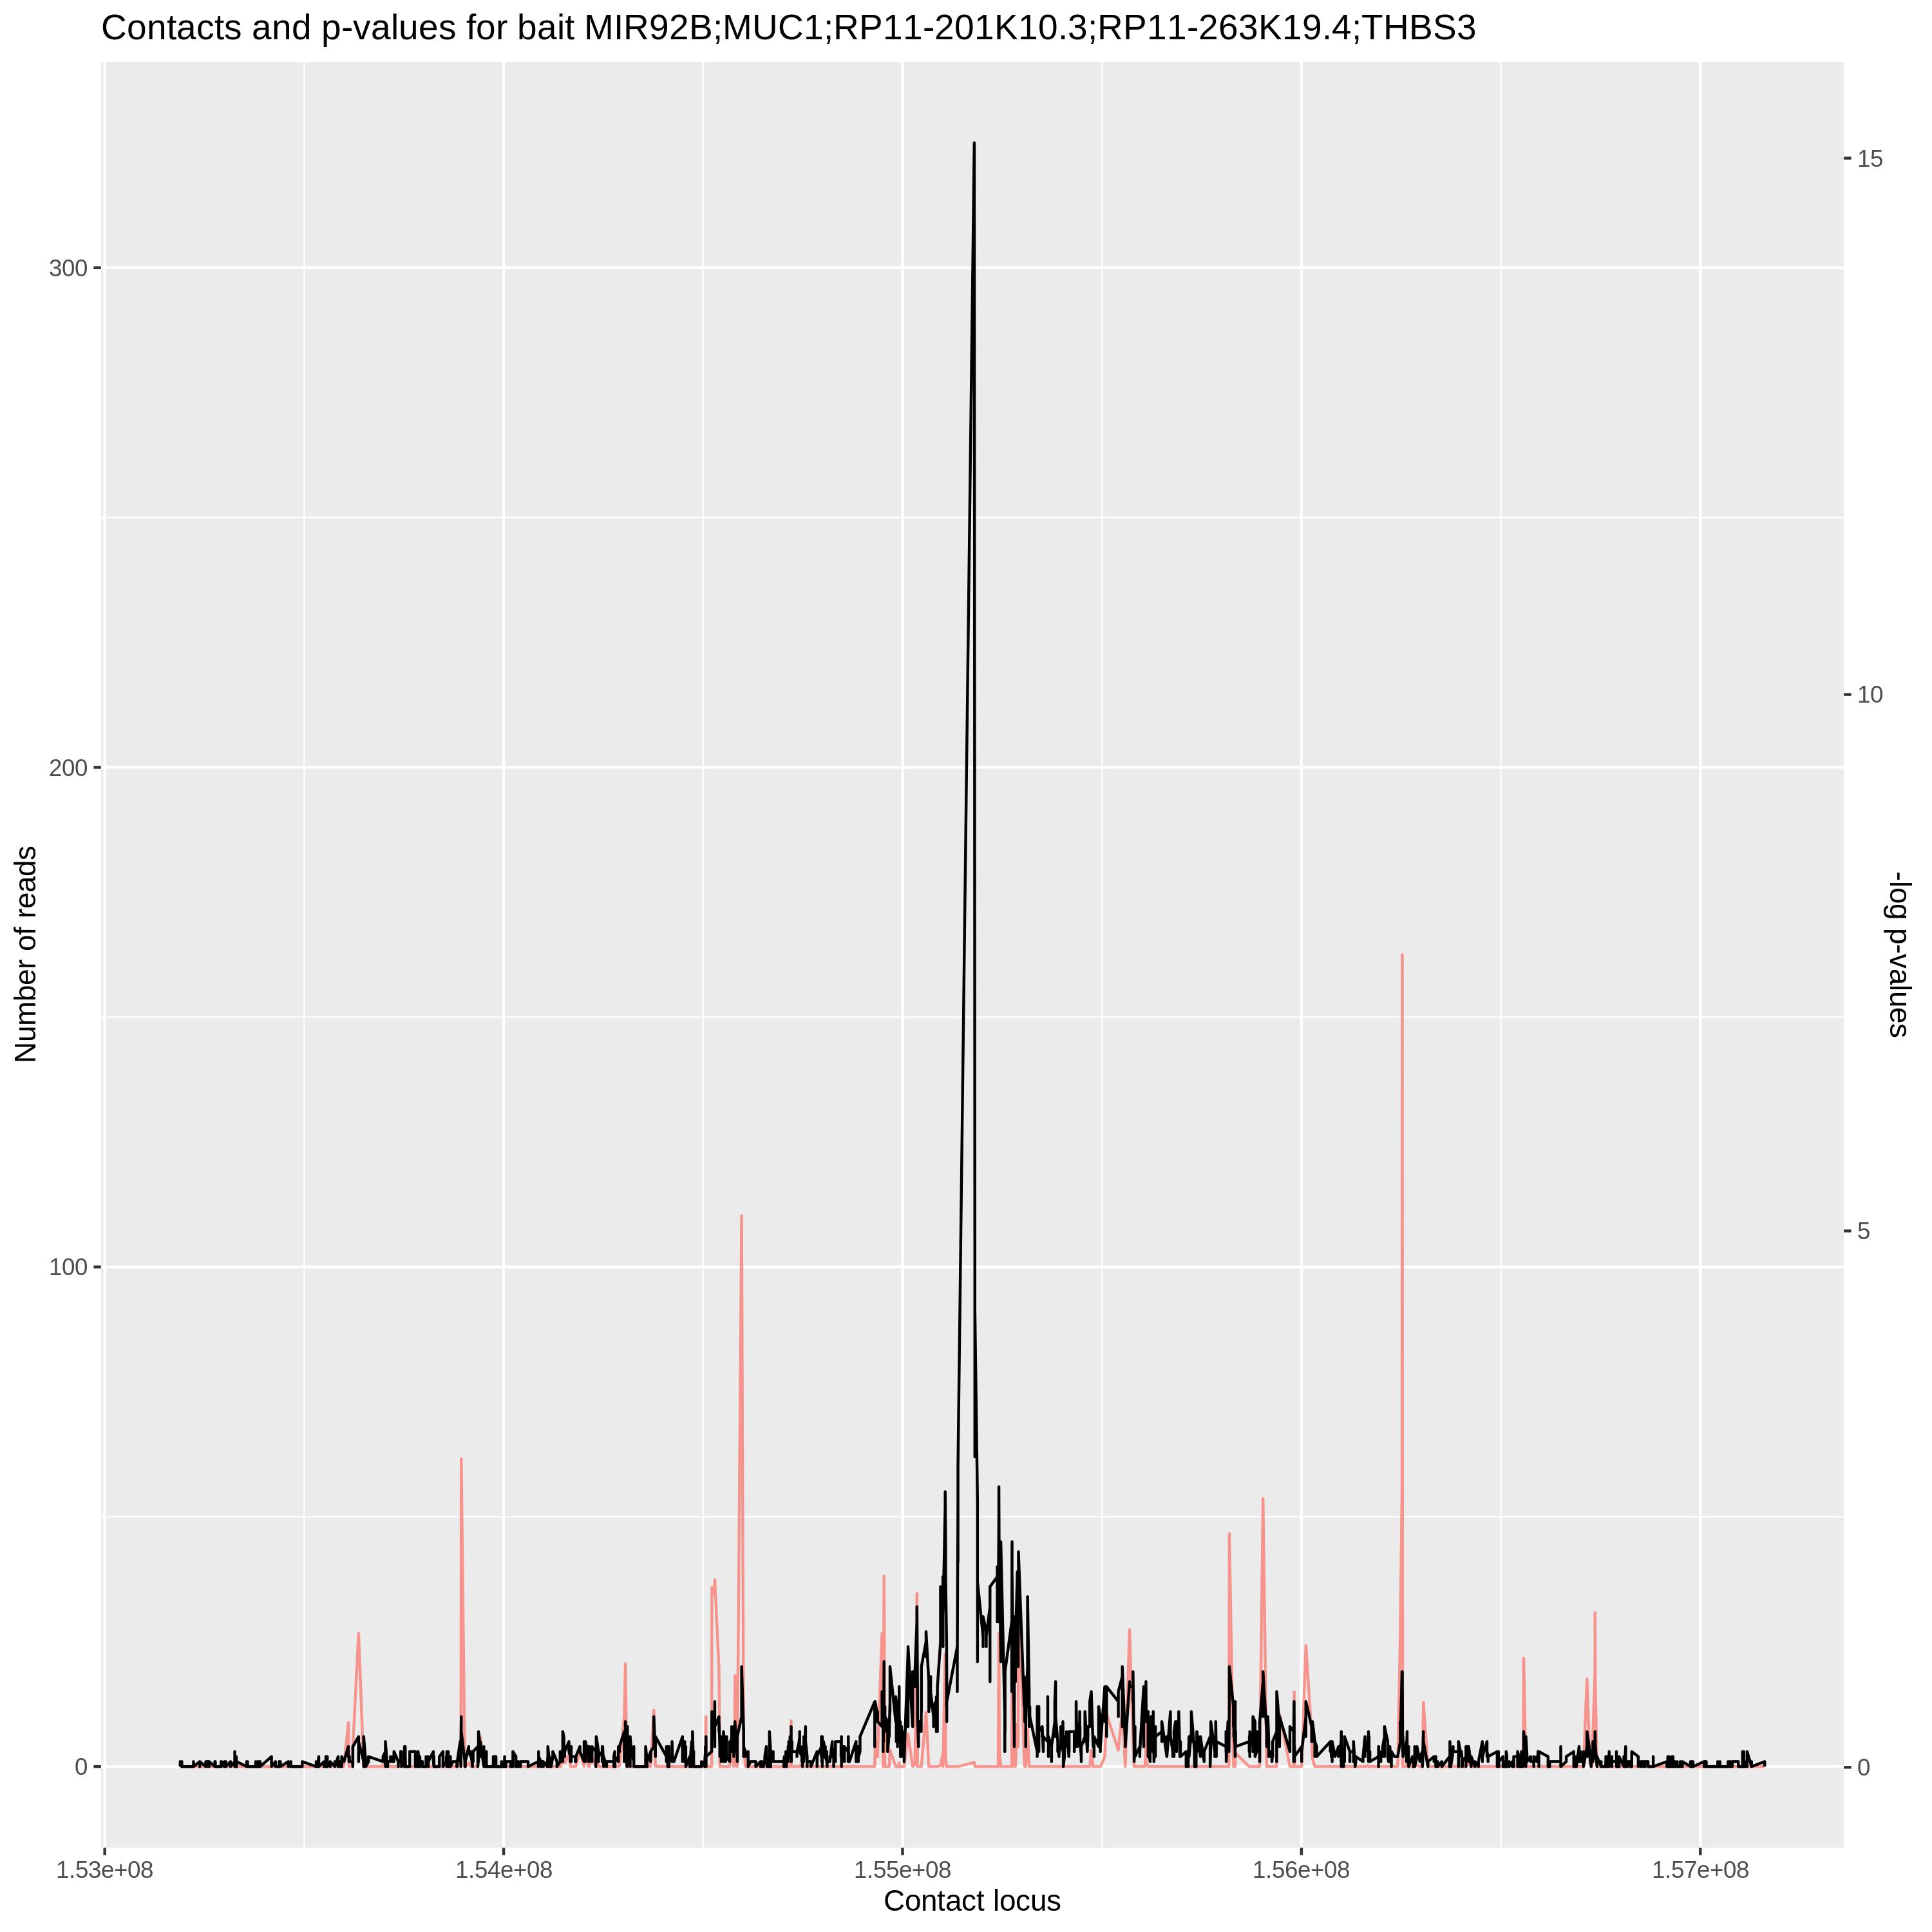 Contacts and p-values for bait MIR92B;MUC1;RP11-201K10.3;RP11-263K19.4;THBS3
Number of reads
300
200
100
0
15
10
5
0
-log p-values
1.53e+08
1.54e+08
1.55e+08
1.56e+08
1.57e+08
Contact locus